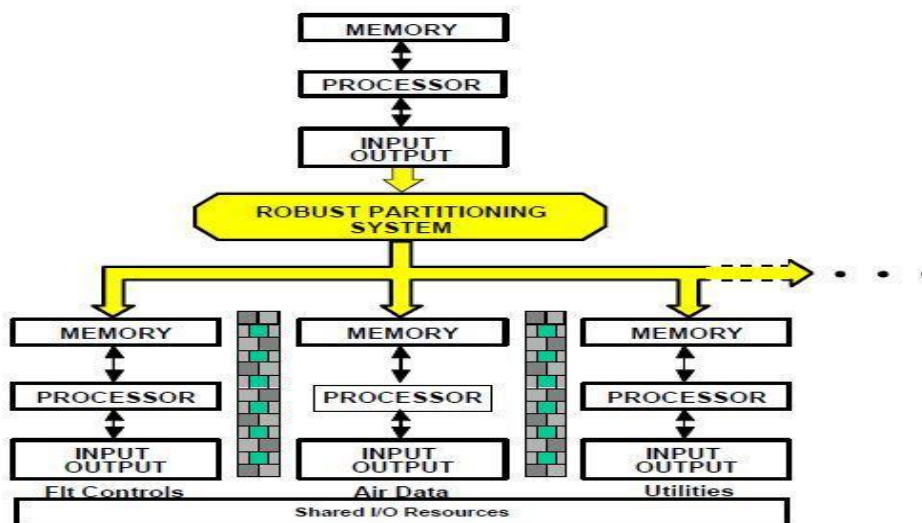 MEMORY
PROCESSOR
INPUT
OUTPUT
ROBUST PARTITIONING
SYSTEM
MEMORY
MEMORY
MEMORY
PROCESSOR
PROCESSOR
PROCESSOR
INPUT
OUTPUT
INPUT
OUTPUT
INPUT
OUTPUT
Flt Controls
Air Data
Utilities
Shared I/O Resources